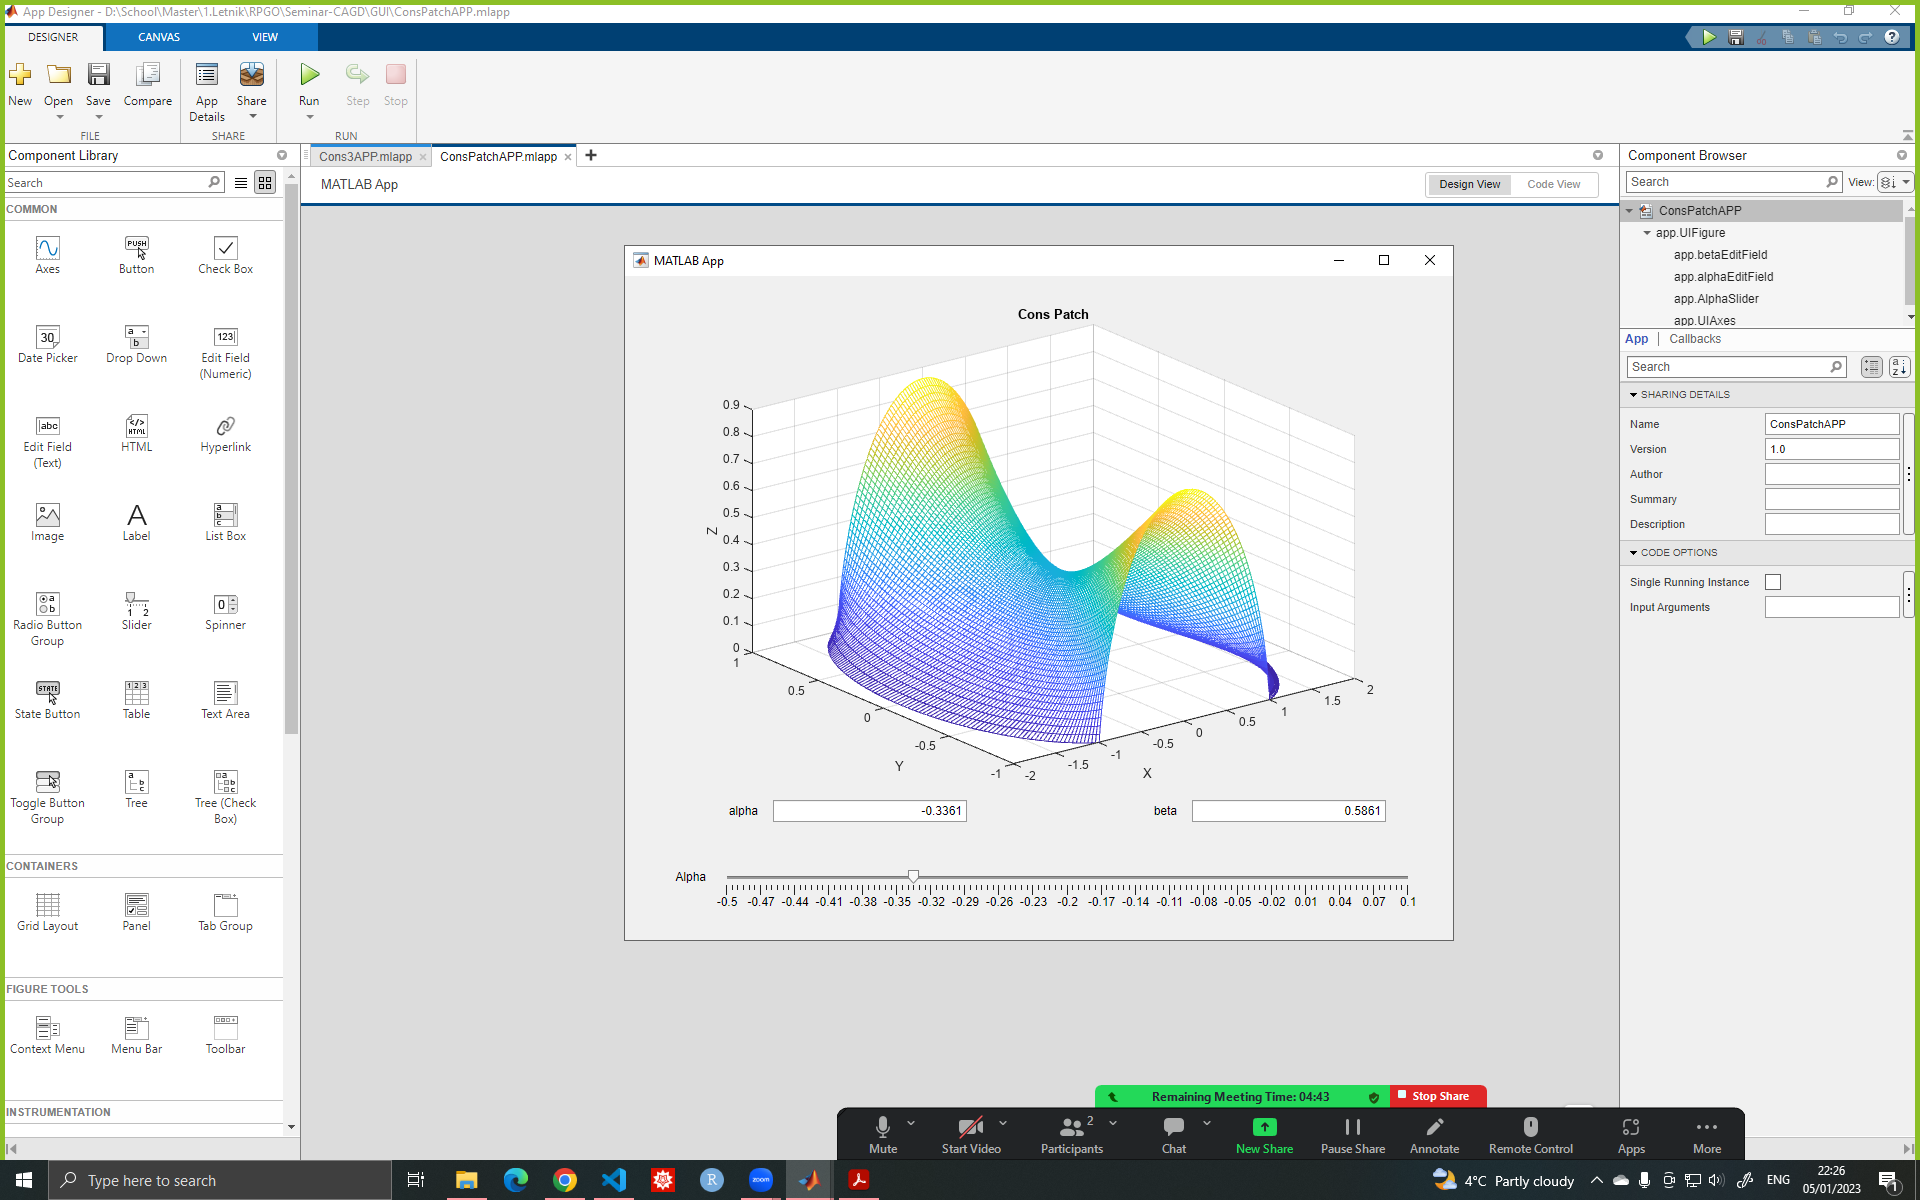 App Designer - D:\School\Master\1.Letnik\RPGO\Seminar-CAGD\GUI\ConsPatchAPP.mlapp
DESIGNER CANVAS VIEW
New Open Save Compare App Details Share Run Step Stop
FILE SHARE RUN
Component Library
Search
COMMON
Axes Button Check Box
30 123
Date Picker Drop Down Edit Field (Numeric)
Edit Field (Text) HTML Hyperlink
Image Label List Box
Radio Button Group Slider Spinner
State Button Table Text Area
Toggle Button Group Tree Tree (Check Box)
CONTAINERS
Grid Layout Panel Tab Group
FIGURE TOOLS
Context Menu Menu Bar Toolbar
INSTRUMENTATION
Cons3APP.mlapp ConsPatchAPP.mlapp
MATLAB App
Design View Code View
MATLAB App
Cons Patch
0.9
0.8
0.7
0.6
0.5
0.4
0.3
0.2
0.1
0
Z
1
0.5
0
-0.5
-1
Y
-2
-1.5
-1
-0.5
0
0.5
1
1.5
2
X
alpha -0.3361 beta 0.5861
Alpha
-0.5 -0.47 -0.44 -0.41 -0.38 -0.35 -0.32 -0.29 -0.26 -0.23 -0.2 -0.17 -0.14 -0.11 -0.08 -0.05 -0.02 0.01 0.04 0.07 0.1
Component Browser
Search View:
ConsPatchAPP
app.UIFigure
app.betaEditField
app.alphaEditField
app.AlphaSlider
app.UIAxes
App Callbacks
Search
SHARING DETAILS
Name ConsPatchAPP
Version 1.0
Author
Summary
Description
CODE OPTIONS
Single Running Instance
Input Arguments
Remaining Meeting Time: 04:43 Stop Share
Mute Start Video Participants 2 Chat New Share Pause Share Annotate Remote Control Apps More
Type here to search
zoom
4°C Partly cloudy
ENG
22:26
05/01/2023
1